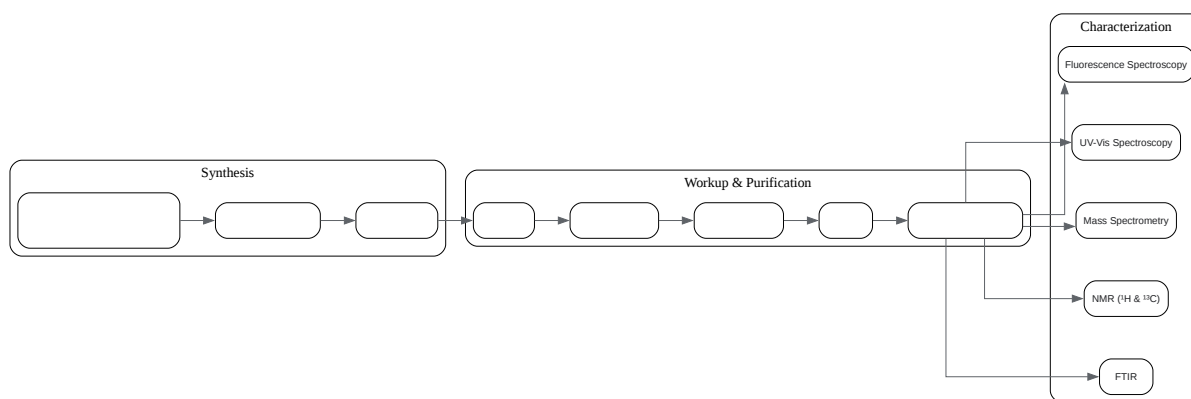 Characterization
Fluorescence Spectroscopy
UV-Vis Spectroscopy
Synthesis
Workup & Purification
Mass Spectrometry
NMR (¹H & ¹³C)
FTIR